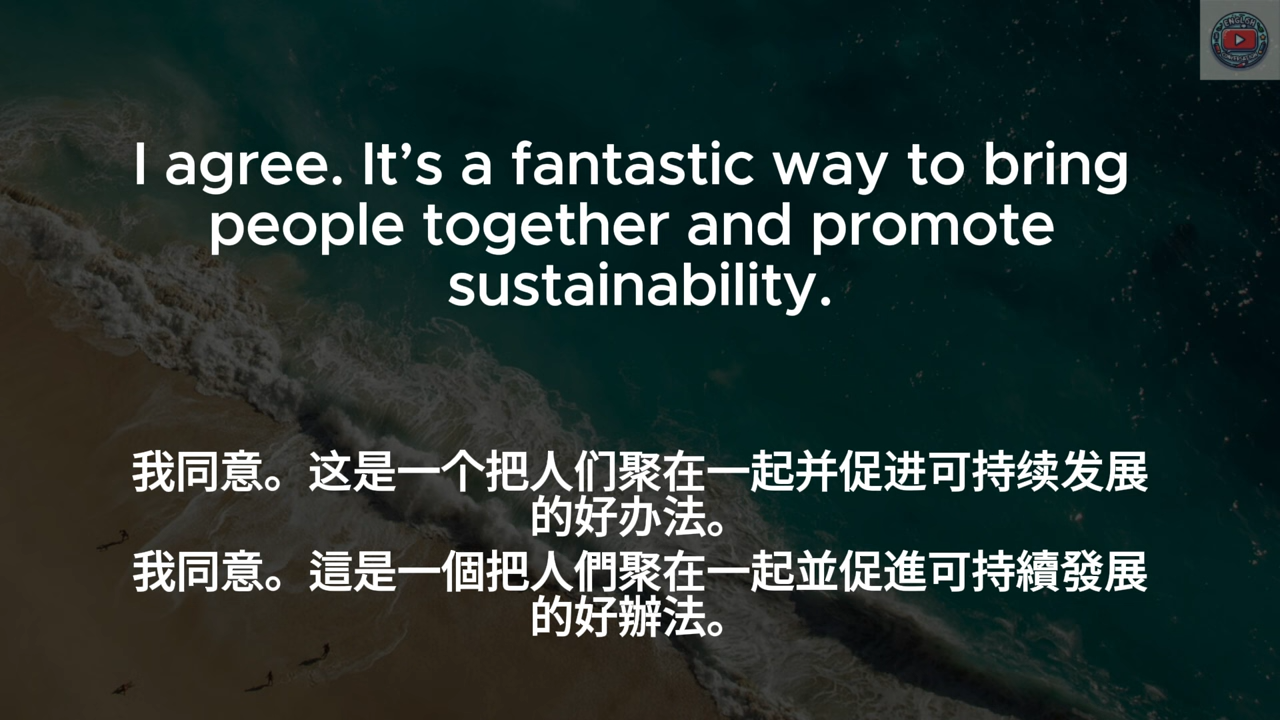 I agree. It’s a fantastic way to bring
people together and promote
sustainability.
我同意。这是一个把人们聚在一起并促进可持续发展
的好办法。
我同意。這是一個把人們聚在一起並促進可持續發展
的好辦法。